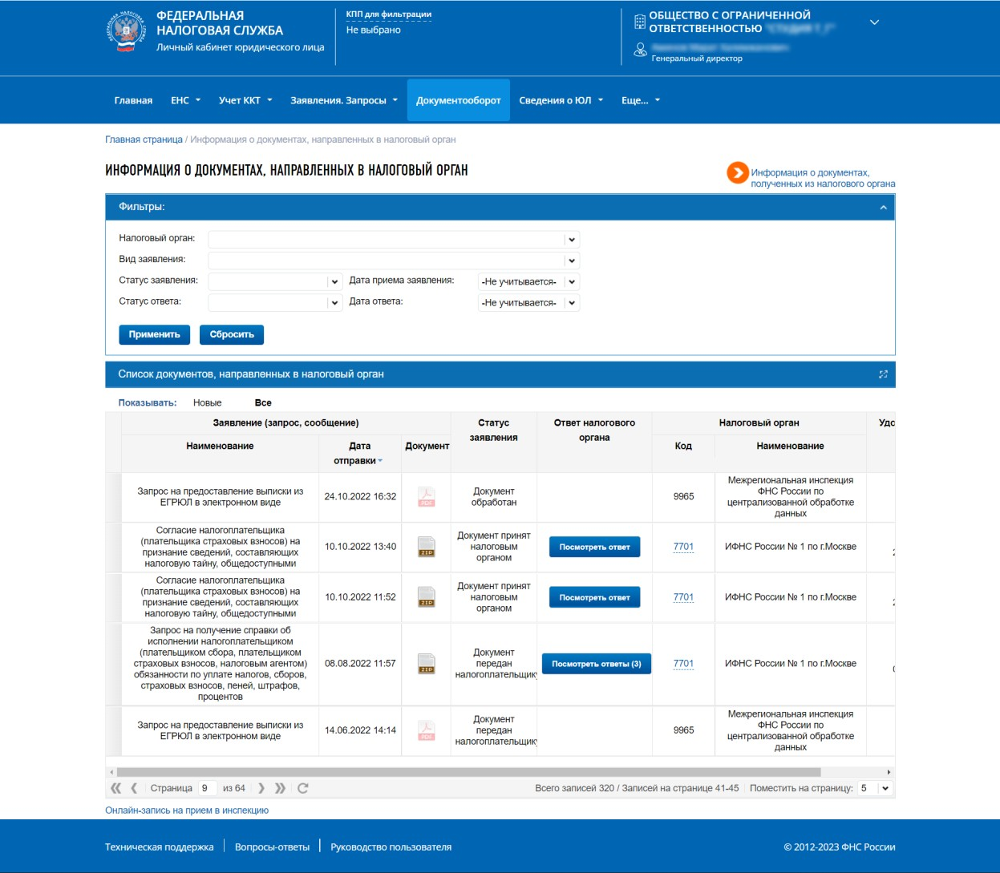 ФЕДЕРАЛЬНАЯ
НАЛОГОВАЯ СЛУЖБА
Личный кабинет юридического лица
КПП для фильтрации
Не выбрано
ОБЩЕСТВО С ОГРАНИЧЕННОЙ
ОТВЕТСТВЕННОСТЬЮ
Генеральный директор
Главная ЕНС Учет ККТ Заявления. Запросы Документооборот Сведения о ЮЛ Еще...
Главная страница / Информация о документах, направленных в налоговый орган
ИНФОРМАЦИЯ О ДОКУМЕНТАХ, НАПРАВЛЕННЫХ В НАЛОГОВЫЙ ОРГАН
Информация о документах,
полученных из налогового органа
Фильтры:
Налоговый орган:
Вид заявления:
Статус заявления: Дата приема заявления: -Не учитывается-
Статус ответа: Дата ответа: -Не учитывается-
Применить Сбросить
Список документов, направленных в налоговый орган
Показывать: Новые Все
Заявление (запрос, сообщение)
Наименование
Дата
отправки
Документ
Статус
заявления
Ответ налогового
органа
Налоговый орган
Код
Наименование
Удо
Запрос на предоставление выписки из
ЕГРЮЛ в электронном виде
24.10.2022 16:32
PDF
Документ
обработан
9965
Межрегиональная инспекция
ФНС России по
централизованной обработке
данных
Согласие налогоплательщика
(плательщика страховых взносов) на
признание сведений, составляющих
налоговую тайну, общедоступными
10.10.2022 13:40
ZIP
Документ принят
налоговым
органом
Посмотреть ответ
7701
ИФНС России № 1 по г.Москве
Согласие налогоплательщика
(плательщика страховых взносов) на
признание сведений, составляющих
налоговую тайну, общедоступными
10.10.2022 11:52
ZIP
Документ принят
налоговым
органом
Посмотреть ответ
7701
ИФНС России № 1 по г.Москве
Запрос на получение справки об
исполнении налогоплательщиком
(плательщиком сбора, плательщиком
страховых взносов, налоговым агентом)
обязанности по уплате налогов, сборов,
страховых взносов, пеней, штрафов,
процентов
08.08.2022 11:57
ZIP
Документ
передан
налогоплательщику
Посмотреть ответы (3)
7701
ИФНС России № 1 по г.Москве
Запрос на предоставление выписки из
ЕГРЮЛ в электронном виде
14.06.2022 14:14
PDF
Документ
передан
налогоплательщику
9965
Межрегиональная инспекция
ФНС России по
централизованной обработке
данных
Страница 9 из 64
Всего записей 320 / Записей на странице 41-45 Поместить на страницу: 5
Онлайн-запись на прием в инспекцию
Техническая поддержка Вопросы-ответы Руководство пользователя
© 2012-2023 ФНС России